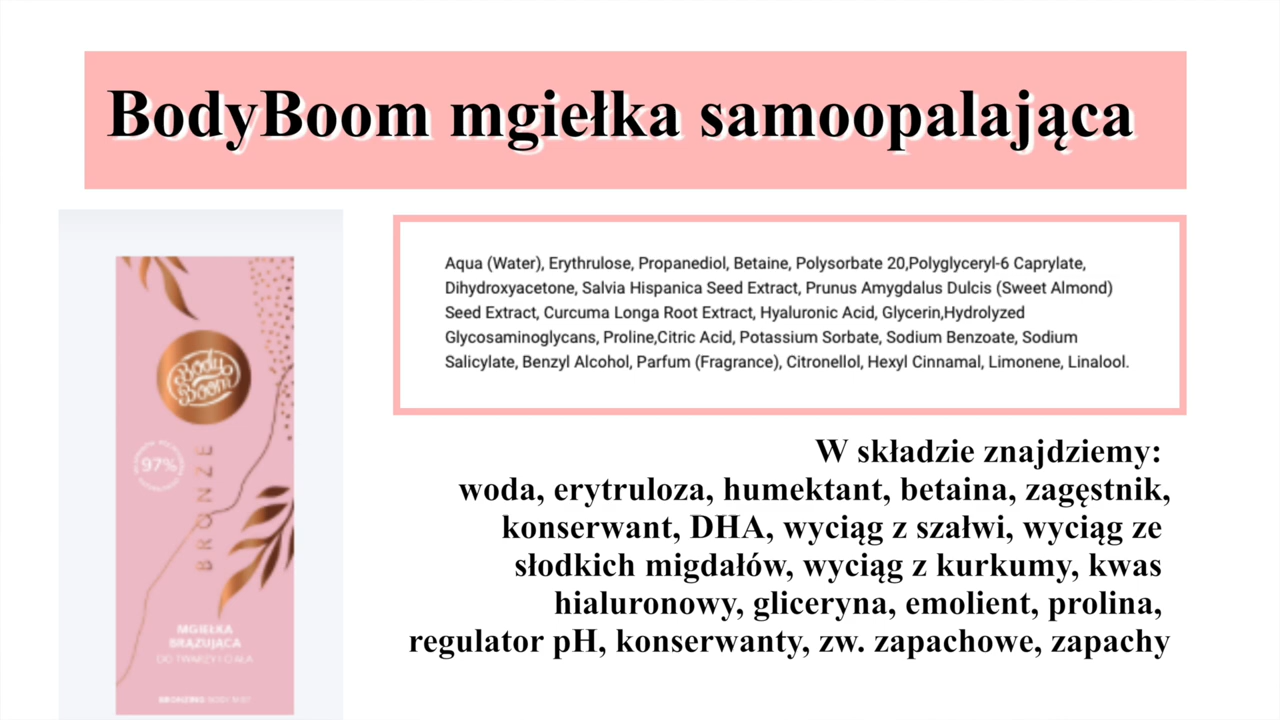 BodyBoom mgiełka samoopalająca
Body
Boom
97%
BRONZE
MGIEŁKA
BRĄZUJĄCA
DO TWARZY I CIAŁA
Aqua (Water), Erythrulose, Propanediol, Betaine, Polysorbate 20,Polyglyceryl-6 Caprylate,
Dihydroxyacetone, Salvia Hispanica Seed Extract, Prunus Amygdalus Dulcis (Sweet Almond)
Seed Extract, Curcuma Longa Root Extract, Hyaluronic Acid, Glycerin,Hydrolyzed
Glycosaminoglycans, Proline,Citric Acid, Potassium Sorbate, Sodium Benzoate, Sodium
Salicylate, Benzyl Alcohol, Parfum (Fragrance), Citronellol, Hexyl Cinnamal, Limonene, Linalool.
W składzie znajdziemy:
woda, erytruloza, humektant, betaina, zagęstnik,
konserwant, DHA, wyciąg z szałwi, wyciąg ze
słodkich migdałów, wyciąg z kurkumy, kwas
hialuronowy, gliceryna, emolient, prolina,
regulator pH, konserwanty, zw. zapachowe, zapachy